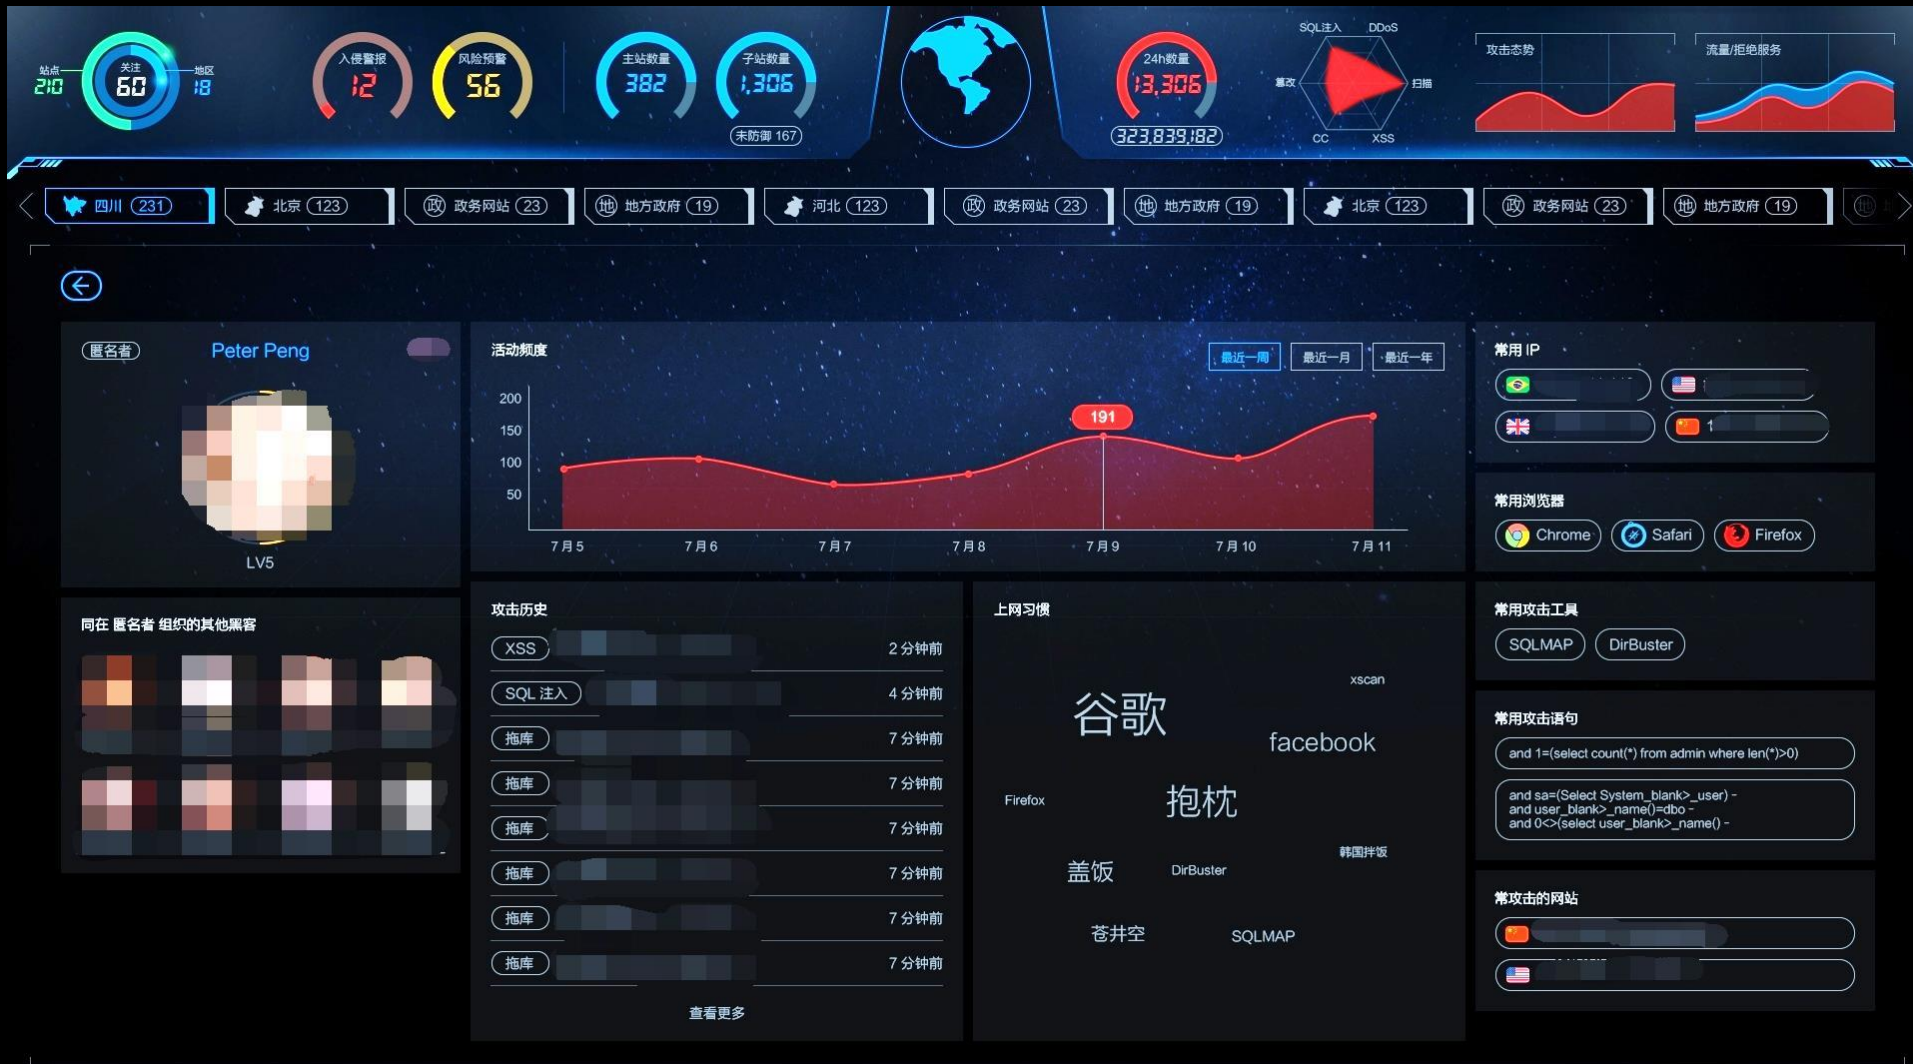 站点
210
关注
60
地区
18
入侵警报
12
风险预警
56
主站数量
382
子站数量
1,306
未防御 167
24h数量
13,306
323,839,182
SQL注入
DDoS
篡改
扫描
CC
XSS
攻击态势
流量/拒绝服务
四川 231
北京 123
政 政务网站 23
地 地方政府 19
河北 123
政 政务网站 23
地 地方政府 19
北京 123
政 政务网站 23
地 地方政府 19
地
匿名者
Peter Peng
LV5
同在 匿名者 组织的其他黑客
活动频度
最近一周
最近一月
最近一年
200
150
100
50
191
7 月 5
7 月 6
7 月 7
7 月 8
7 月 9
7 月 10
7 月 11
攻击历史
XSS 2 分钟前
SQL 注入 4 分钟前
拖库 7 分钟前
拖库 7 分钟前
拖库 7 分钟前
拖库 7 分钟前
拖库 7 分钟前
拖库 7 分钟前
查看更多
上网习惯
xscan
谷歌
facebook
Firefox
抱枕
韩国拌饭
盖饭
DirBuster
苍井空
SQLMAP
常用 IP
常用浏览器
Chrome
Safari
Firefox
常用攻击工具
SQLMAP
DirBuster
常用攻击语句
and 1=(select count(*) from admin where len(*)>0)
and sa=(Select System_blank>_user) -
and user_blank>_name()=dbo -
and 0<>(select user_blank>_name() -
常攻击的网站